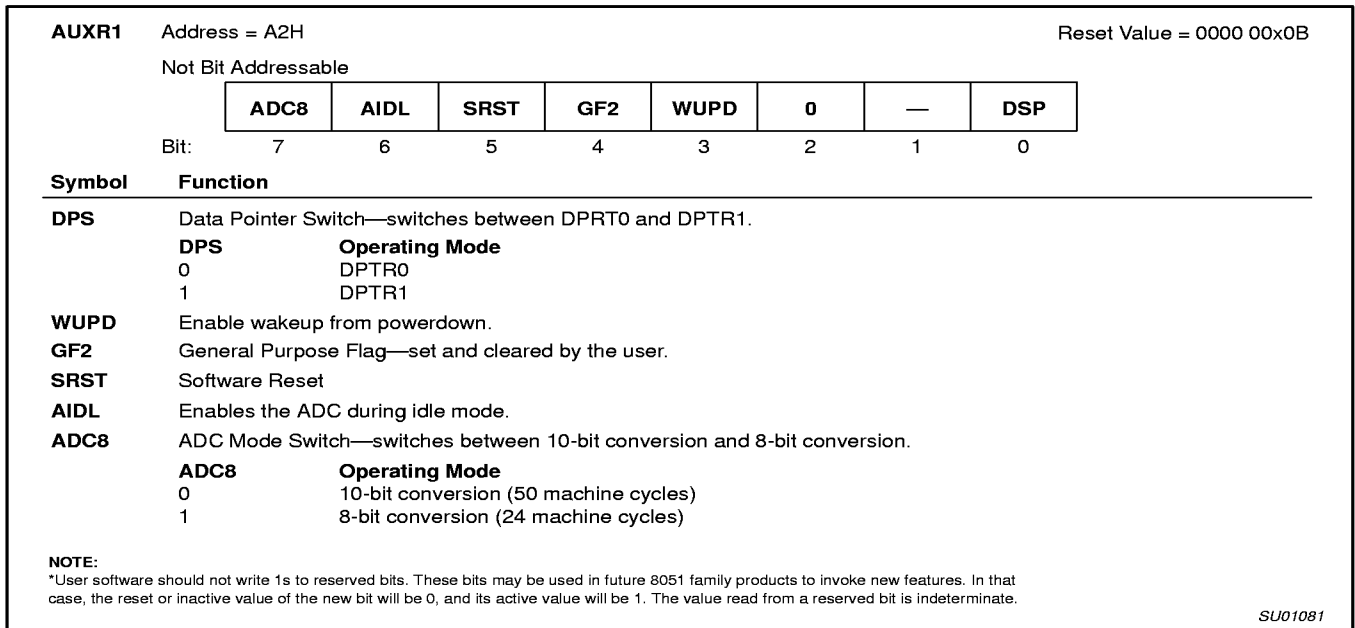 AUXR1 Address = A2H Reset Value = 0000 00x0B
Not Bit Addressable
ADC8 AIDL SRST GF2 WUPD 0 — DSP
Bit: 7 6 5 4 3 2 1 0
Symbol Function
DPS Data Pointer Switch—switches between DPRT0 and DPTR1.
DPS Operating Mode
0 DPTR0
1 DPTR1
WUPD Enable wakeup from powerdown.
GF2 General Purpose Flag—set and cleared by the user.
SRST Software Reset
AIDL Enables the ADC during idle mode.
ADC8 ADC Mode Switch—switches between 10-bit conversion and 8-bit conversion.
ADC8 Operating Mode
0 10-bit conversion (50 machine cycles)
1 8-bit conversion (24 machine cycles)
NOTE:
*User software should not write 1s to reserved bits. These bits may be used in future 8051 family products to invoke new features. In that
case, the reset or inactive value of the new bit will be 0, and its active value will be 1. The value read from a reserved bit is indeterminate.
SU01081